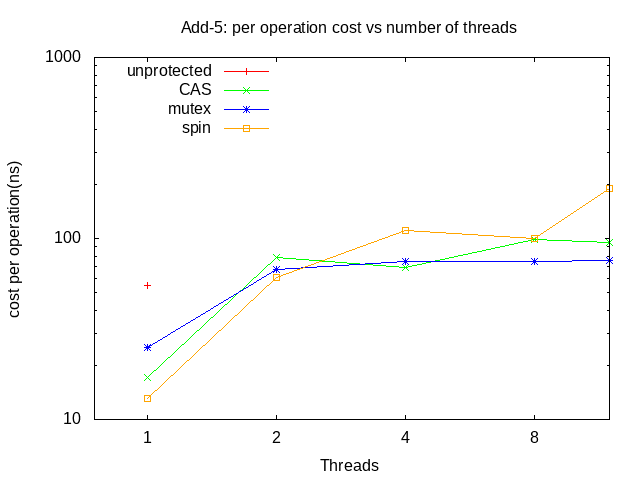 Add-5: per operation cost vs number of threads
1000
unprotected
CAS
mutex
spin
cost per operation(ns)
100
10
1 2 4 8
Threads